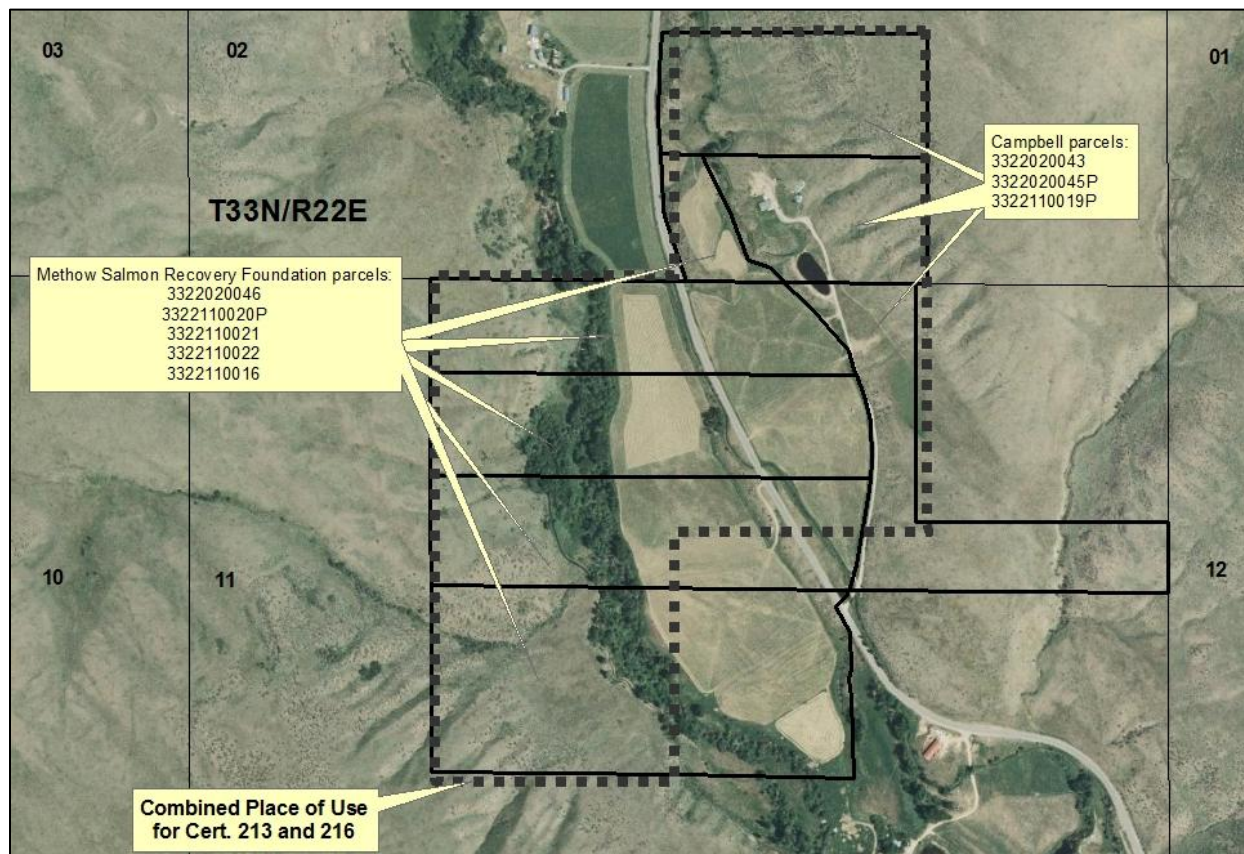 03
02
01
T33N/R22E
Campbell parcels:
3322020043
3322020045P
3322110019P
Methow Salmon Recovery Foundation parcels:
3322020046
3322110020P
3322110021
3322110022
3322110016
10
11
12
Combined Place of Use
for Cert. 213 and 216